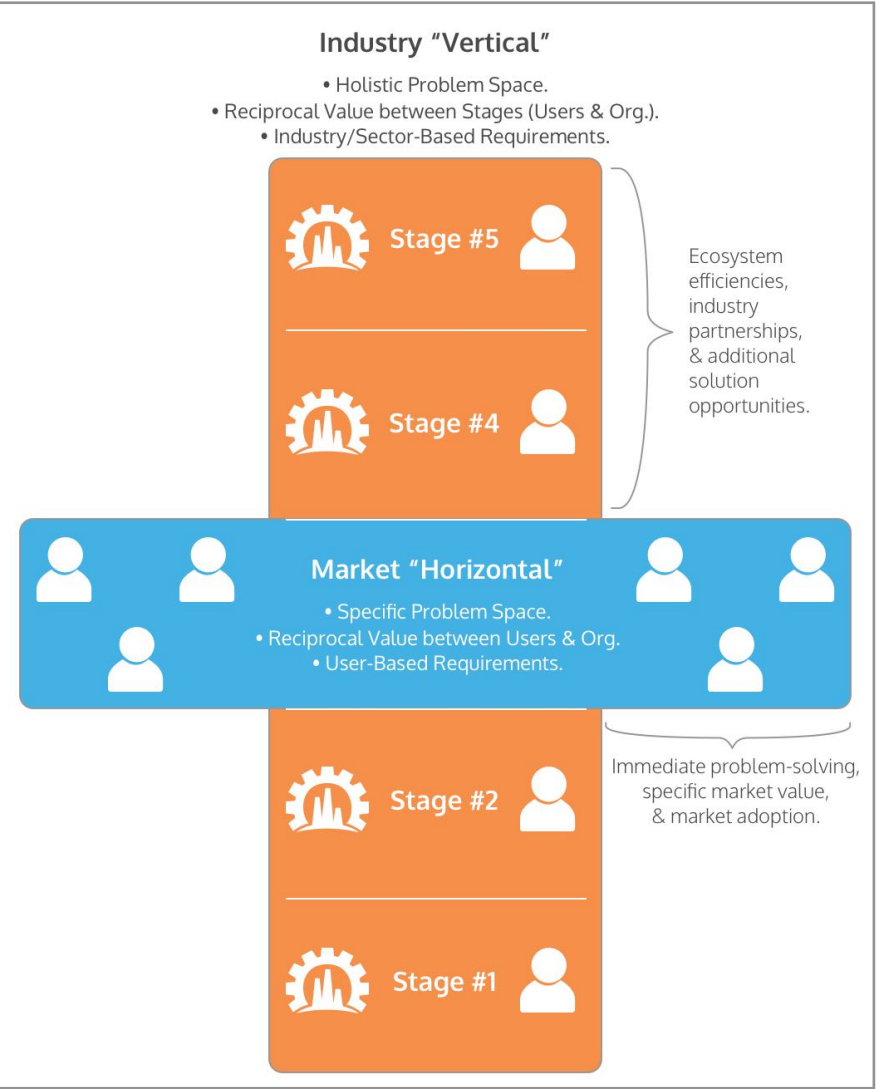 Industry “Vertical”
• Holistic Problem Space.
• Reciprocal Value between Stages (Users & Org.).
• Industry/Sector-Based Requirements.
Stage #5
Ecosystem
efficiencies,
industry
partnerships,
& additional
solution
opportunities.
Stage #4
Market “Horizontal”
• Specific Problem Space.
• Reciprocal Value between Users & Org.
• User-Based Requirements.
Immediate problem-solving,
specific market value,
& market adoption.
Stage #2
Stage #1